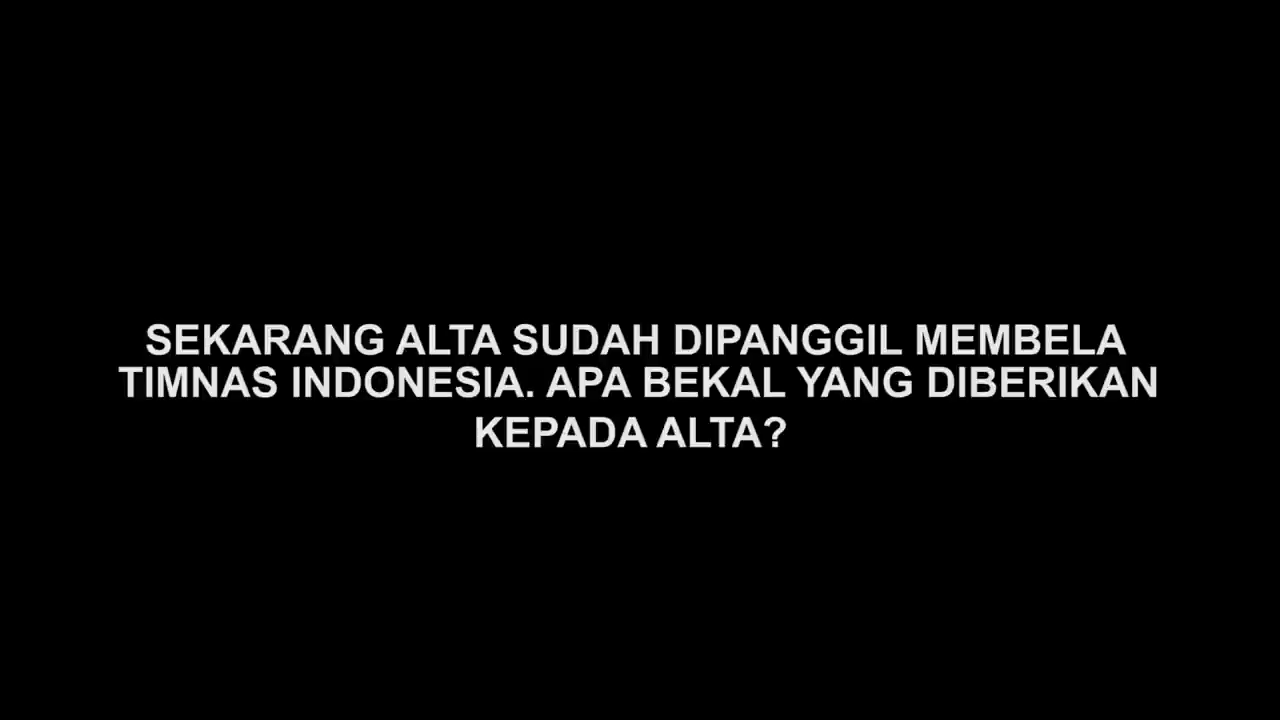 SEKARANG ALTA SUDAH DIPANGGIL MEMBELA
TIMNAS INDONESIA. APA BEKAL YANG DIBERIKAN
KEPADA ALTA?